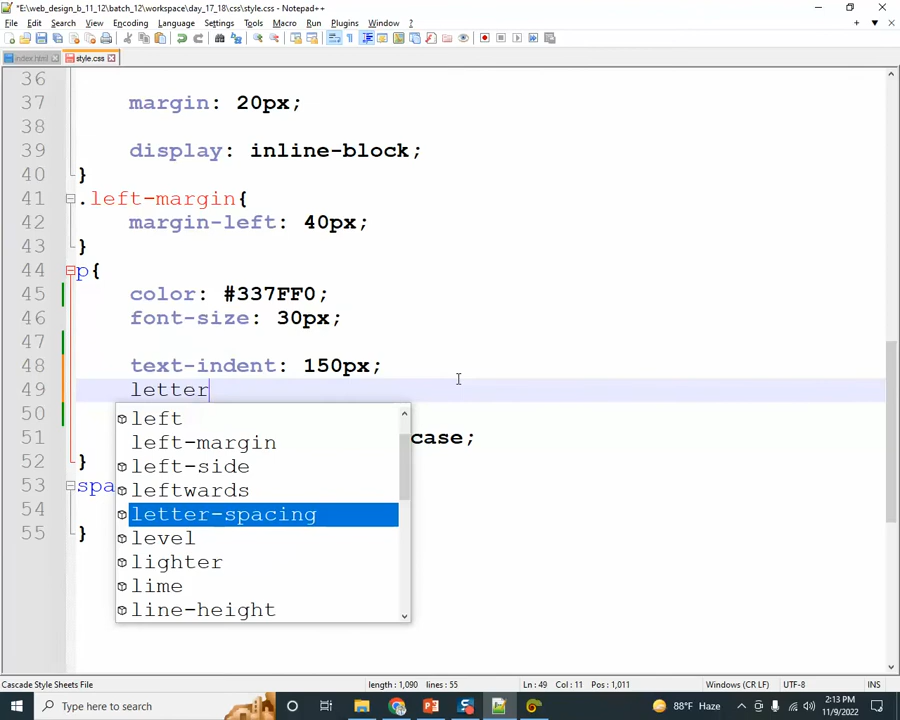 *E:\web_design_b_11_12\batch_12\workspace\day_17_18\css\style.css - Notepad++
File Edit Search View Encoding Language Settings Tools Macro Run Plugins Window ?
index.html style.css
36
37 margin: 20px;
38
39 display: inline-block;
40 }
41 .left-margin{
42 margin-left: 40px;
43 }
44 p{
45 color: #337FF0;
46 font-size: 30px;
47
48 text-indent: 150px;
49 letter
50
51 case;
52 }
53 spa
54
55 }
left
left-margin
left-side
leftwards
letter-spacing
level
lighter
lime
line-height
Cascade Style Sheets File length : 1,090 lines : 55 Ln : 49 Col : 11 Pos : 1,011 Windows (CR LF) UTF-8 INS
Type here to search 88°F Haze 2:13 PM
11/9/2022